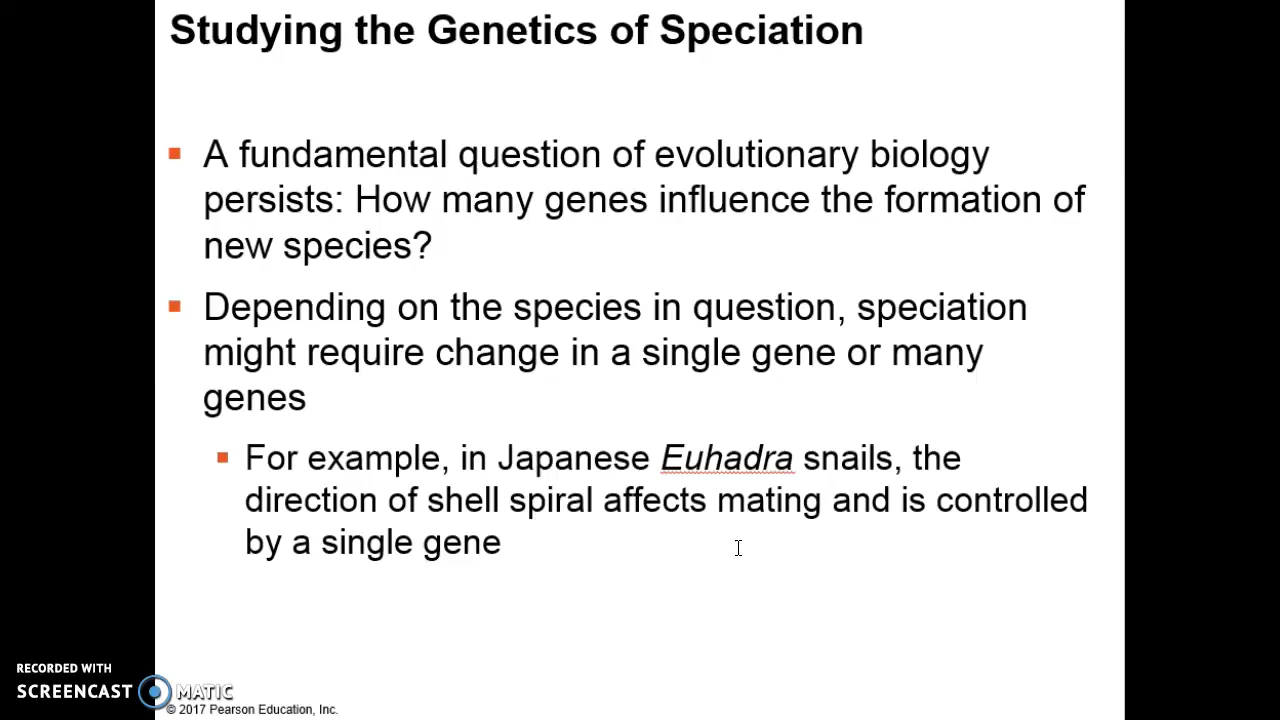 Studying the Genetics of Speciation
A fundamental question of evolutionary biology
persists: How many genes influence the formation of
new species?
Depending on the species in question, speciation
might require change in a single gene or many
genes
For example, in Japanese Euhadra snails, the
direction of shell spiral affects mating and is controlled
by a single gene
RECORDED WITH
SCREENCAST MATIC
© 2017 Pearson Education, Inc.